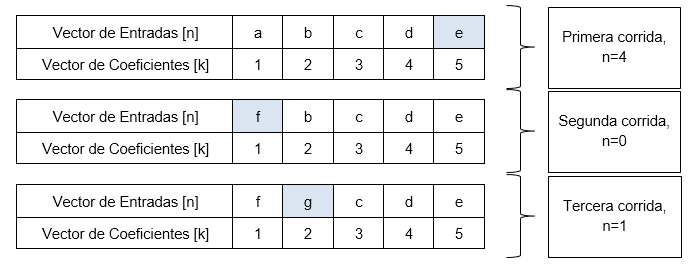 Vector de Entradas [n] a b c d e
Vector de Coeficientes [k] 1 2 3 4 5
Primera corrida,
n=4
Vector de Entradas [n] f b c d e
Vector de Coeficientes [k] 1 2 3 4 5
Segunda corrida,
n=0
Vector de Entradas [n] f g c d e
Vector de Coeficientes [k] 1 2 3 4 5
Tercera corrida,
n=1